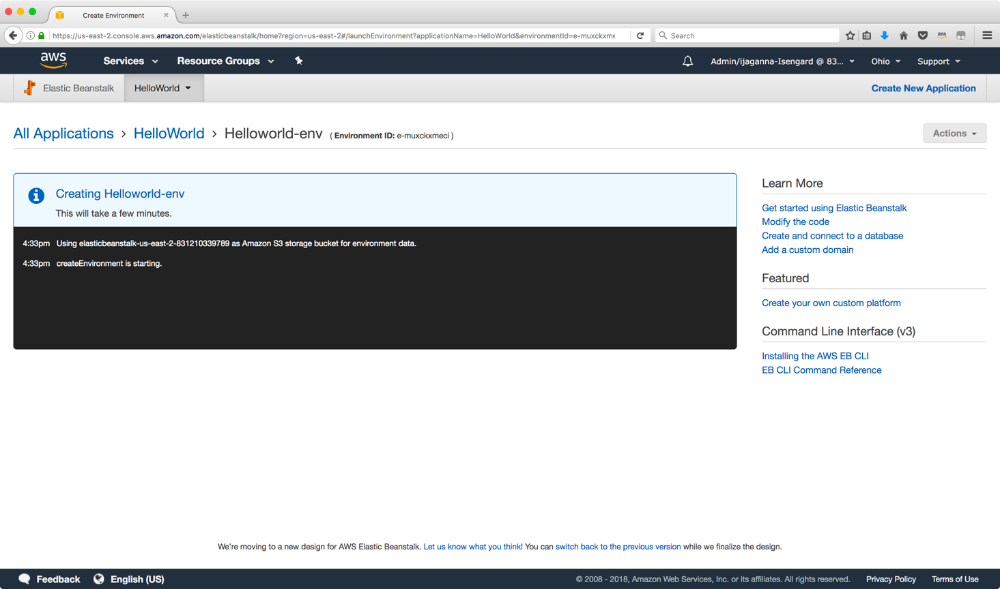 Create Environment
https://us-east-2.console.aws.amazon.com/elasticbeanstalk/home?region=us-east-2#/launchEnvironment?applicationName=HelloWorld&environmentId=e-muxckxme
Search
aea
aws
Services
Resource Groups
Admin/ijaganna-Isengard @ 83...
Ohio
Support
Elastic Beanstalk
HelloWorld
Create New Application
All Applications › HelloWorld › Helloworld-env ( Environment ID: e-muxckxmeci )
Actions
Creating Helloworld-env
This will take a few minutes.
4:33pm Using elasticbeanstalk-us-east-2-831210339789 as Amazon S3 storage bucket for environment data.
4:33pm createEnvironment is starting.
Learn More
Get started using Elastic Beanstalk
Modify the code
Create and connect to a database
Add a custom domain
Featured
Create your own custom platform
Command Line Interface (v3)
Installing the AWS EB CLI
EB CLI Command Reference
We're moving to a new design for AWS Elastic Beanstalk. Let us know what you think! You can switch back to the previous version while we finalize the design.
Feedback
English (US)
© 2008 - 2018, Amazon Web Services, Inc. or its affiliates. All rights reserved.
Privacy Policy
Terms of Use